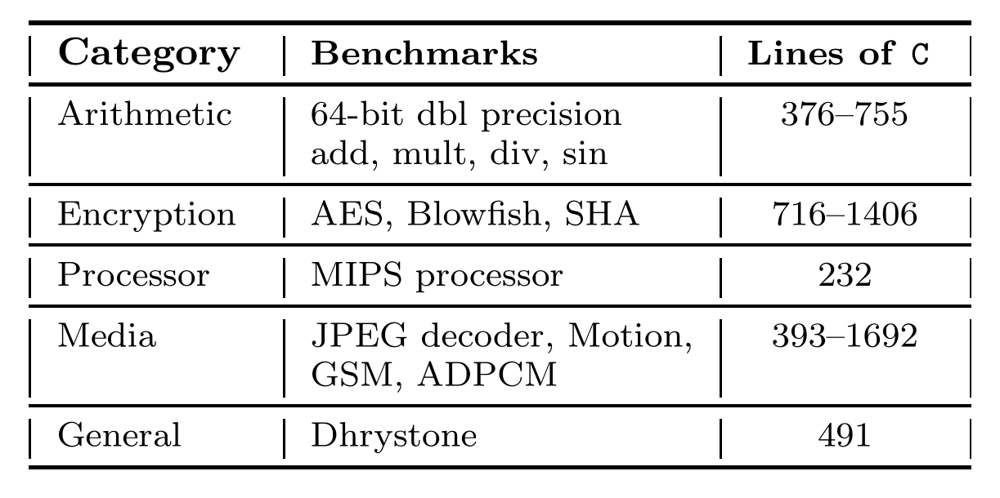 Category Benchmarks Lines of C
Arithmetic 64-bit dbl precision 376–755
add, mult, div, sin
Encryption AES, Blowfish, SHA 716–1406
Processor MIPS processor 232
Media JPEG decoder, Motion, 393–1692
GSM, ADPCM
General Dhrystone 491